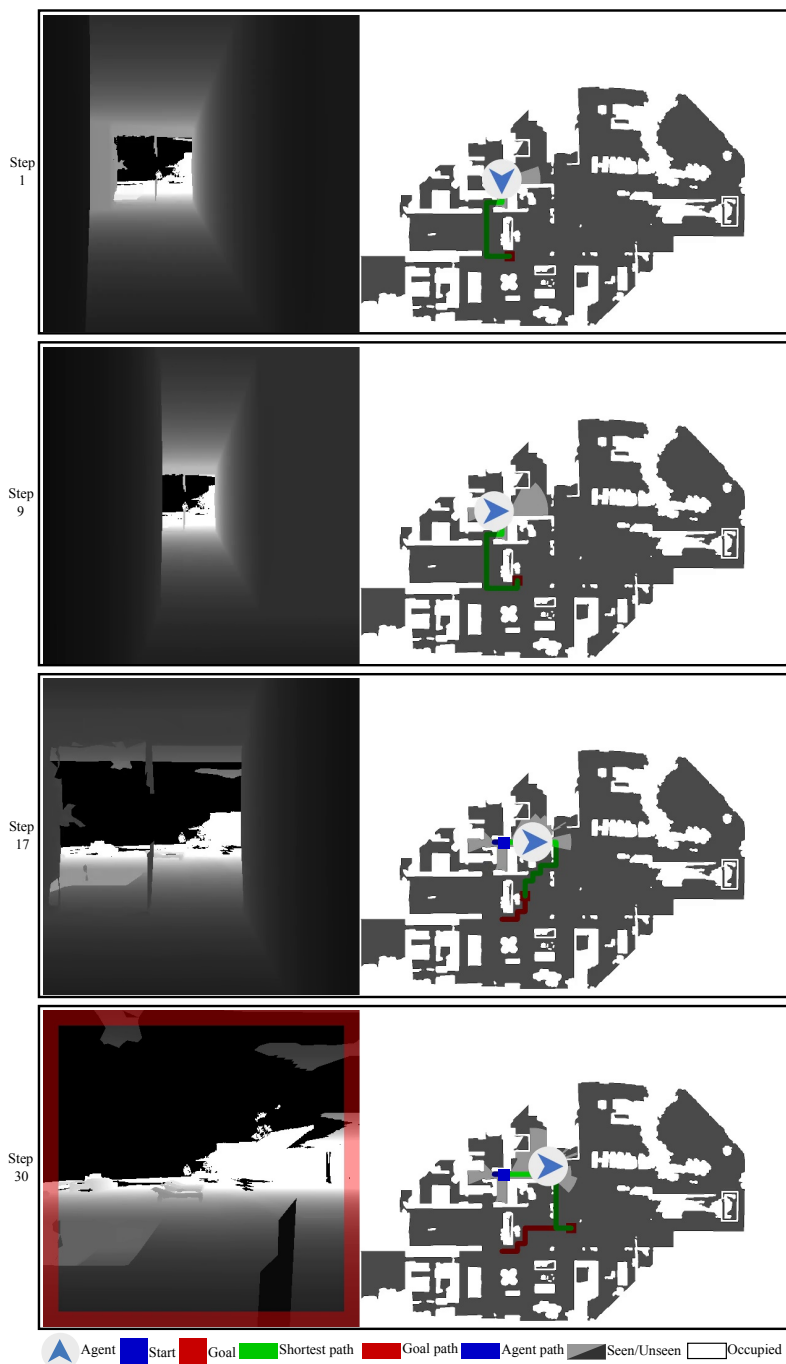 Step
1
Step
9
Step
17
Step
30
Agent Start Goal Shortest path Goal path Agent path Seen/Unseen Occupied